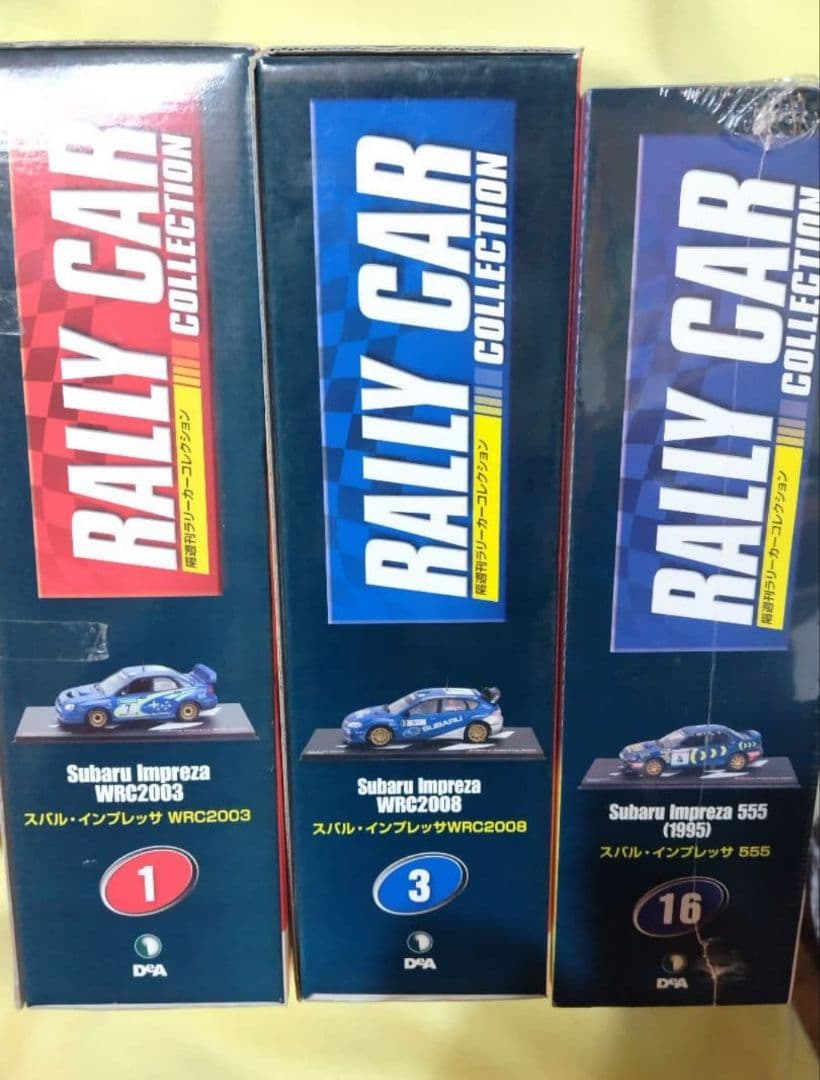 RALLY CAR
COLLECTION
隔週刊ラリーカーコレクション
Subaru Impreza
WRC2003
スバル・インプレッサ WRC2003
1
DeA
RALLY CAR
COLLECTION
隔週刊ラリーカーコレクション
SUBARU
Subaru Impreza
WRC2008
スバル・インプレッサWRC2008
3
DeA
RALLY CAR
COLLECTION
隔週刊ラリーカーコレクション
4
Subaru Impreza 555
(1995)
スバル・インプレッサ 555
16
DeA